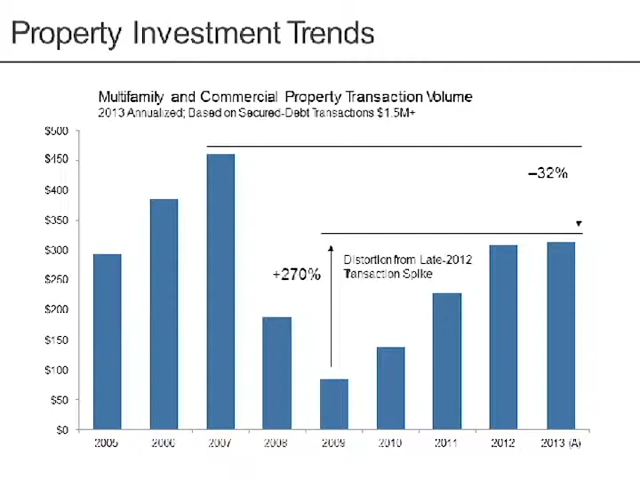 Property Investment Trends
Multifamily and Commercial Property Transaction Volume
2013 Annualized; Based on Secured-Debt Transactions $1.5M+
$500
$450
$400
$350
$300
$250
$200
$150
$100
$50
$0
–32%
+270%
Distortion from Late-2012
Transaction Spike
2005 2006 2007 2008 2009 2010 2011 2012 2013 (A)